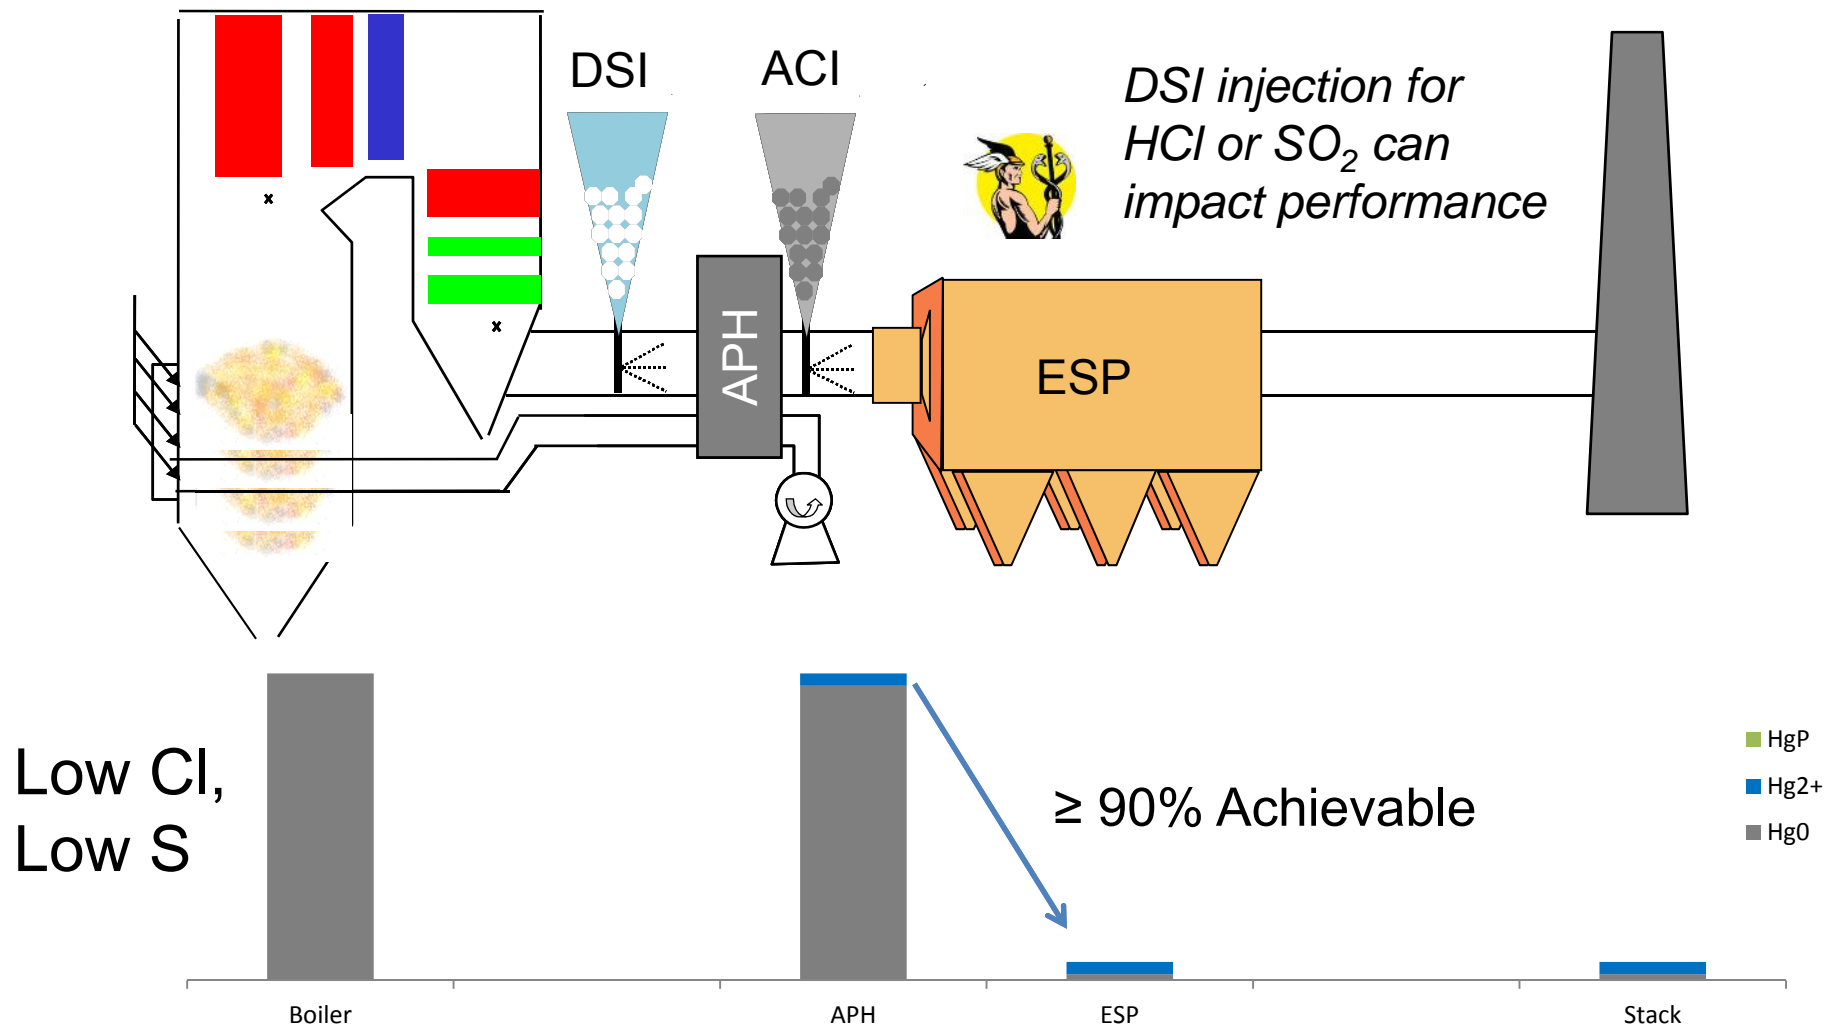 DSI
ACI
DSI injection for
HCl or SO₂ can
impact performance
APH
ESP
Low Cl,
Low S
≥ 90% Achievable
HgP
Hg2+
Hg0
Boiler
APH
ESP
Stack